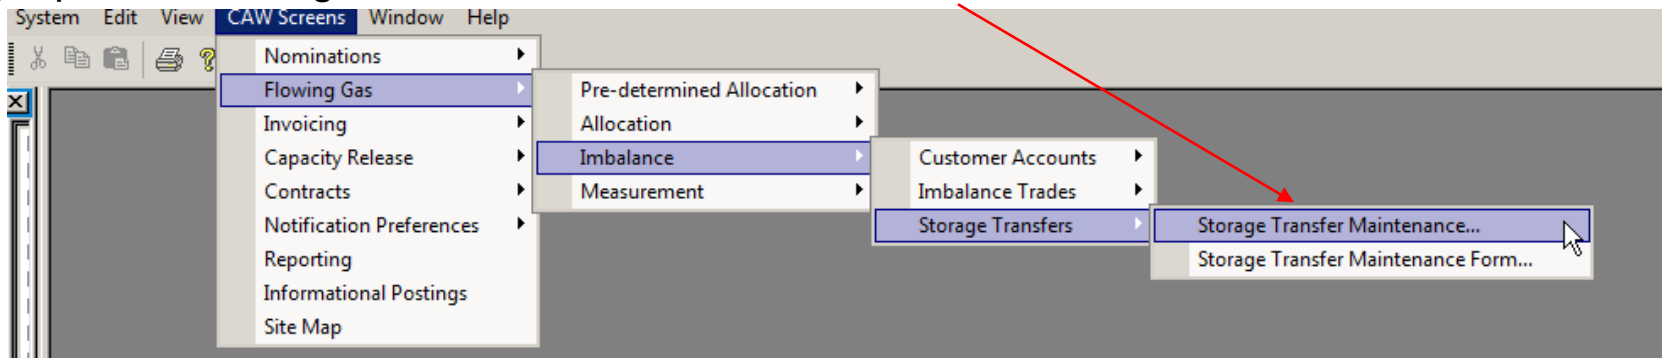 System Edit View CAW Screens Window Help
Nominations
Flowing Gas
Invoicing
Capacity Release
Contracts
Notification Preferences
Reporting
Informational Postings
Site Map
Pre-determined Allocation
Allocation
Imbalance
Measurement
Customer Accounts
Imbalance Trades
Storage Transfers
Storage Transfer Maintenance...
Storage Transfer Maintenance Form...